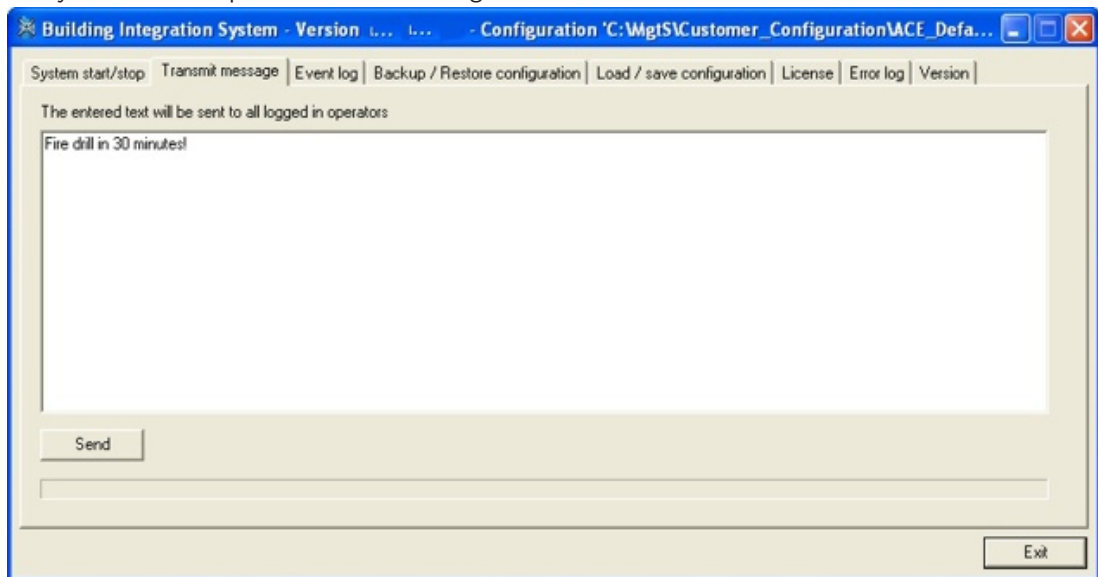 Building Integration System - Version - Configuration 'C:\MgtS\Customer_Configuration\ACE_Defa...
System start/stop Transmit message Event log Backup / Restore configuration Load / save configuration License Error log Version
The entered text will be sent to all logged in operators
Fire drill in 30 minutes!
Send
Exit